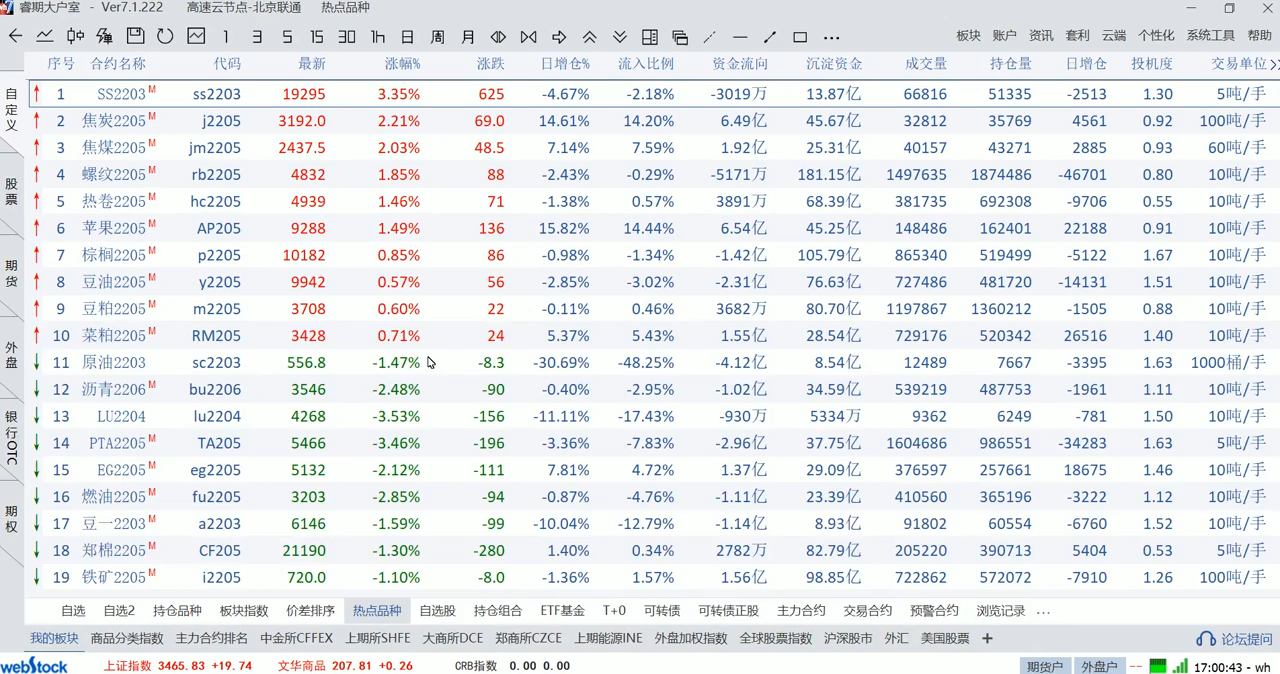 睿期大户室 - Ver7.1.222 高速云节点-北京联通 热点品种
1 3 5 15 30 1h 日 周 月 ... 板块 账户 资讯 套利 云端 个性化 系统工具 帮助
序号 合约名称 代码 最新 涨幅% 涨跌 日增仓% 流入比例 资金流向 沉淀资金 成交量 持仓量 日增仓 投机度 交易单位
自定义
股票
期货
外盘
银行OTC
期权
↑ 1 SS2203 M ss2203 19295 3.35% 625 -4.67% -2.18% -3019万 13.87亿 66816 51335 -2513 1.30 5吨/手
↑ 2 焦炭2205 M j2205 3192.0 2.21% 69.0 14.61% 14.20% 6.49亿 45.67亿 32812 35769 4561 0.92 100吨/手
↑ 3 焦煤2205 M jm2205 2437.5 2.03% 48.5 7.14% 7.59% 1.92亿 25.31亿 40157 43271 2885 0.93 60吨/手
↑ 4 螺纹2205 M rb2205 4832 1.85% 88 -2.43% -0.29% -5171万 181.15亿 1497635 1874486 -46701 0.80 10吨/手
↑ 5 热卷2205 M hc2205 4939 1.46% 71 -1.38% 0.57% 3891万 68.39亿 381735 692308 -9706 0.55 10吨/手
↑ 6 苹果2205 M AP205 9288 1.49% 136 15.82% 14.44% 6.54亿 45.25亿 148486 162401 22188 0.91 10吨/手
↑ 7 棕榈2205 M p2205 10182 0.85% 86 -0.98% -1.34% -1.42亿 105.79亿 865340 519499 -5122 1.67 10吨/手
↑ 8 豆油2205 M y2205 9942 0.57% 56 -2.85% -3.02% -2.31亿 76.63亿 727486 481720 -14131 1.51 10吨/手
↑ 9 豆粕2205 M m2205 3708 0.60% 22 -0.11% 0.46% 3682万 80.70亿 1197867 1360212 -1505 0.88 10吨/手
↑ 10 菜粕2205 M RM205 3428 0.71% 24 5.37% 5.43% 1.55亿 28.54亿 729176 520342 26516 1.40 10吨/手
↓ 11 原油2203 sc2203 556.8 -1.47% -8.3 -30.69% -48.25% -4.12亿 8.54亿 12489 7667 -3395 1.63 1000桶/手
↓ 12 沥青2206 M bu2206 3546 -2.48% -90 -0.40% -2.95% -1.02亿 34.59亿 539219 487753 -1961 1.11 10吨/手
↓ 13 LU2204 lu2204 4268 -3.53% -156 -11.11% -17.43% -930万 5334万 9362 6249 -781 1.50 10吨/手
↓ 14 PTA2205 M TA205 5466 -3.46% -196 -3.36% -7.83% -2.96亿 37.75亿 1604686 986551 -34283 1.63 5吨/手
↓ 15 EG2205 M eg2205 5132 -2.12% -111 7.81% 4.72% 1.37亿 29.09亿 376597 257661 18675 1.46 10吨/手
↓ 16 燃油2205 M fu2205 3203 -2.85% -94 -0.87% -4.76% -1.11亿 23.39亿 410560 365196 -3222 1.12 10吨/手
↓ 17 豆一2203 M a2203 6146 -1.59% -99 -10.04% -12.79% -1.14亿 8.93亿 91802 60554 -6760 1.52 10吨/手
↓ 18 郑棉2205 M CF205 21190 -1.30% -280 1.40% 0.34% 2782万 82.79亿 205220 390713 5404 0.53 5吨/手
↓ 19 铁矿2205 M i2205 720.0 -1.10% -8.0 -1.36% 1.57% 1.56亿 98.85亿 722862 572072 -7910 1.26 100吨/手
自选 自选2 持仓品种 板块指数 价差排序 热点品种 自选股 持仓组合 ETF基金 T+0 可转债 可转债正股 主力合约 交易合约 预警合约 浏览记录 ...
我的板块 商品分类指数 主力合约排名 中金所CFFEX 上期所SHFE 大商所DCE 郑商所CZCE 上期能源INE 外盘加权指数 全球股票指数 沪深股市 外汇 美国股票 + 论坛提问
webStock 上证指数 3465.83 +19.74 文华商品 207.81 +0.26 CRB指数 0.00 0.00 期货户 外盘户 -- 17:00:43 - wh